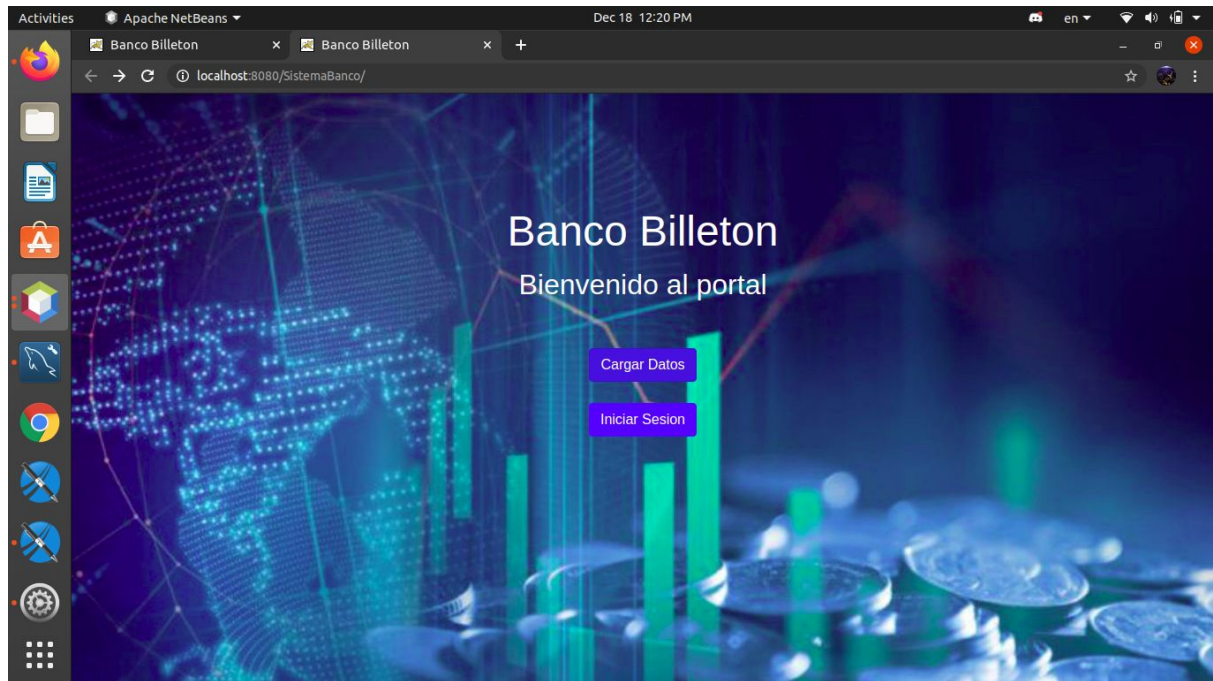 Activities
Apache NetBeans
Dec 18 12:20 PM
en
Banco Billeton
Banco Billeton
localhost:8080/SistemaBanco/
Banco Billeton
Bienvenido al portal
Cargar Datos
Iniciar Sesion